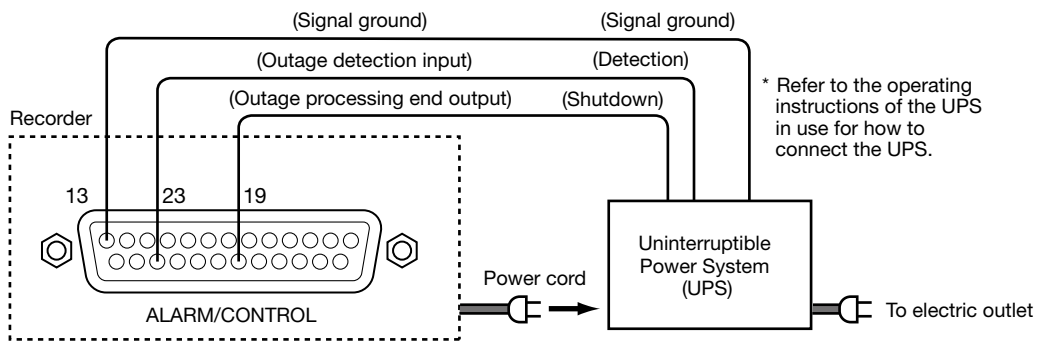 (Signal ground) (Signal ground)
(Outage detection input) (Detection)
(Outage processing end output) (Shutdown)
* Refer to the operating
instructions of the UPS
in use for how to
connect the UPS.
Recorder
13 23 19
ALARM/CONTROL
Power cord
Uninterruptible
Power System
(UPS)
To electric outlet